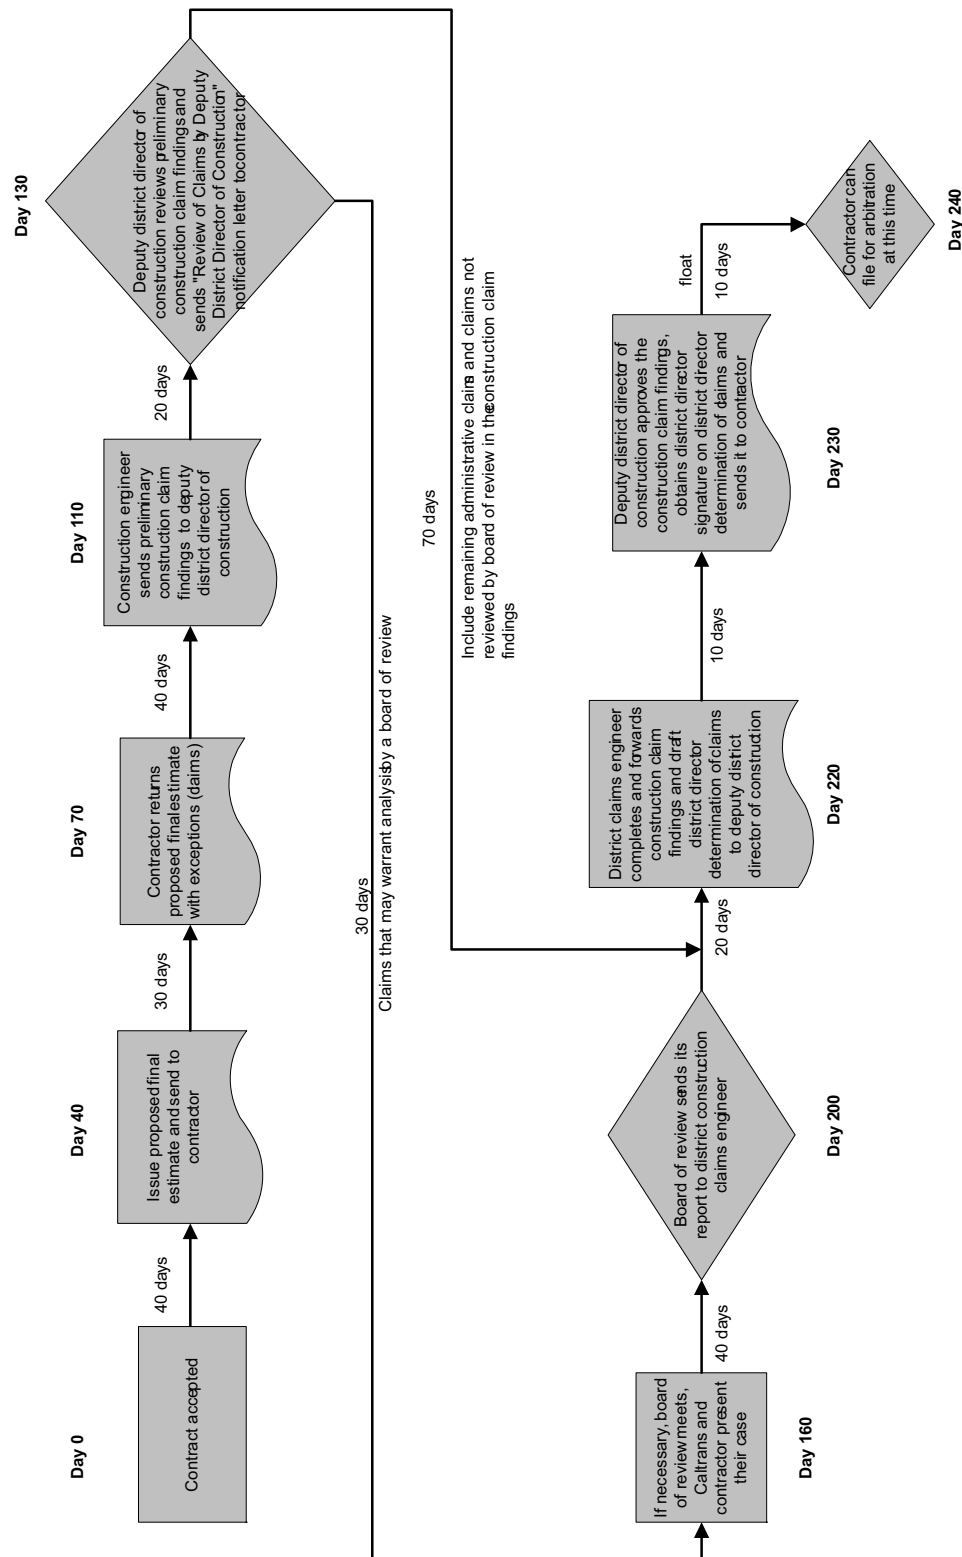 Day 0
Contract accepted
40 days
Day 40
Issue proposed final
estimate and send to
contractor
30 days
Day 70
Contractor returns
proposed final estimate
with exceptions (claims)
40 days
Day 110
Construction engineer
sends preliminary
construction claim
findings to deputy
district director of
construction
20 days
Day 130
Deputy district director of
construction reviews preliminary
construction claim findings and
sends "Review of Claims by Deputy
District Director of Construction"
notification letter to contractor
30 days
Claims that may warrant analysis by a board of review
70 days
Include remaining administrative claims and claims not
reviewed by board of review in the construction claim
findings
If necessary, board
of review meets,
Caltrans and
contractor present
their case
Day 160
40 days
Board of review sends its
report to district construction
claims engineer
Day 200
20 days
District claims engineer
completes and forwards
construction claim
findings and draft
district director
determination of claims
to deputy district
director of construction
Day 220
10 days
Deputy district director of
construction approves the
construction claim findings,
obtains district director
signature on district director
determination of claims and
sends it to contractor
Day 230
float
10 days
Contractor can
file for arbitration
at this time
Day 240